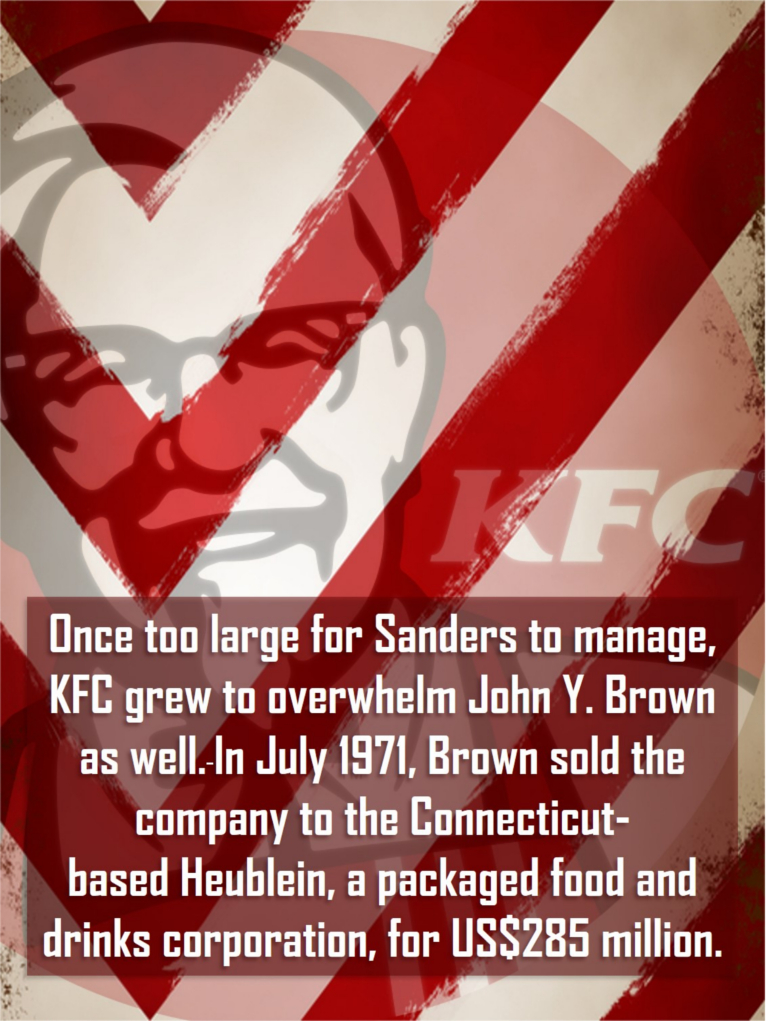 KFC
Once too large for Sanders to manage,
KFC grew to overwhelm John Y. Brown
as well.-In July 1971, Brown sold the
company to the Connecticut-
based Heublein, a packaged food and
drinks corporation, for US$285 million.